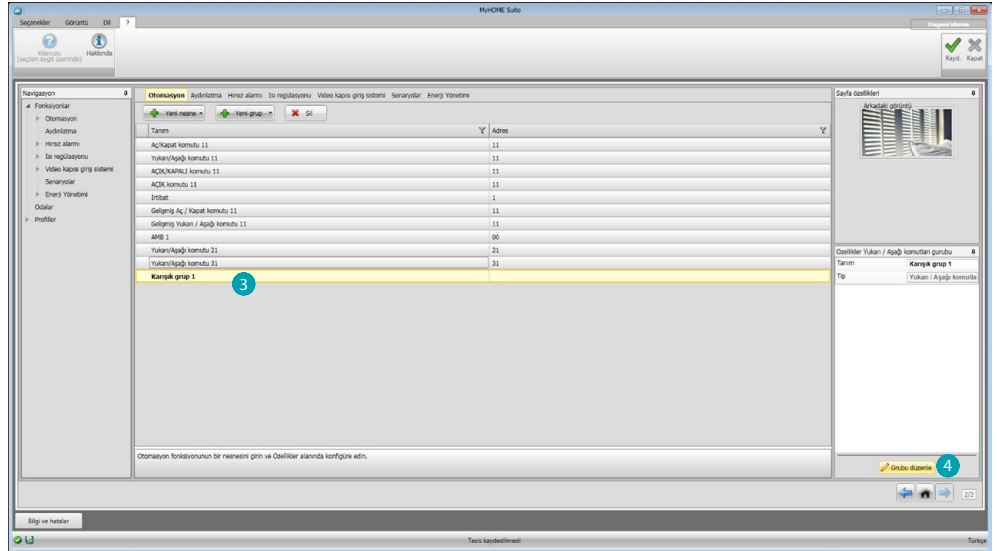 MyHOME Suite
Seçenekler Görüntü Dil ?
Kılavuzu
(seçilen aygıt üzerinde)
Hakkında
Kayd. Kapat
Navigasyon
Fonksiyonlar
Otomasyon
Aydınlatma
Hırsız alarmı
Isı regülasyonu
Video kapısı giriş sistemi
Senaryolar
Enerji Yönetimi
Odalar
Profiller
Otomasyon Aydınlatma Hırsız alarmı Isı regülasyonu Video kapısı giriş sistemi Senaryolar Enerji Yönetimi
Yeni nesne Yeni grup Sil
Tanım Adres
Aç/Kapat komutu 11 11
Yukarı/Aşağı komutu 11 11
AÇIK/KAPALI komutu 11 11
AÇIK komutu 11 11
İrtibat 1
Gelişmiş Aç / Kapat komutu 11 11
Gelişmiş Yukarı / Aşağı komutu 11 11
AMB 1 00
Yukarı/Aşağı komutu 21 21
Yukarı/Aşağı komutu 31 31
Karışık grup 1
3
Otomasyon fonksiyonunun bir nesnesini girin ve Özellikler alanında konfigüre edin.
Sayfa özellikleri
Arkadaki görüntü
Özellikler Yukarı / Aşağı komutları gurubu
Tanım Karışık grup 1
Tip Yukarı / Aşağı komutla
Grubu düzenle 4
2/2
Bilgi ve hatalar
Tesis kaydedilmedi
Türkçe